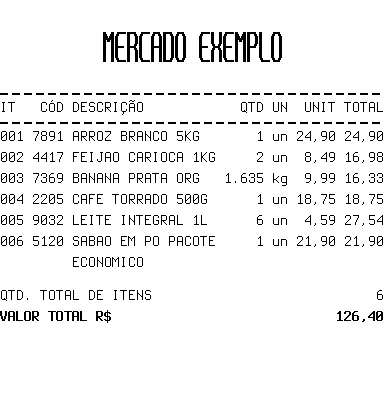 MERCADO EXEMPLO
IT CÓD DESCRIÇÃO QTD UN UNIT TOTAL
001 7891 ARROZ BRANCO 5KG 1 un 24,90 24,90
002 4417 FEIJAO CARIOCA 1KG 2 un 8,49 16,98
003 7369 BANANA PRATA ORG 1.635 kg 9,99 16,33
004 2205 CAFE TORRADO 500G 1 un 18,75 18,75
005 9032 LEITE INTEGRAL 1L 6 un 4,59 27,54
006 5120 SABAO EM PO PACOTE 1 un 21,90 21,90
ECONOMICO
QTD. TOTAL DE ITENS 6
VALOR TOTAL R$ 126,40